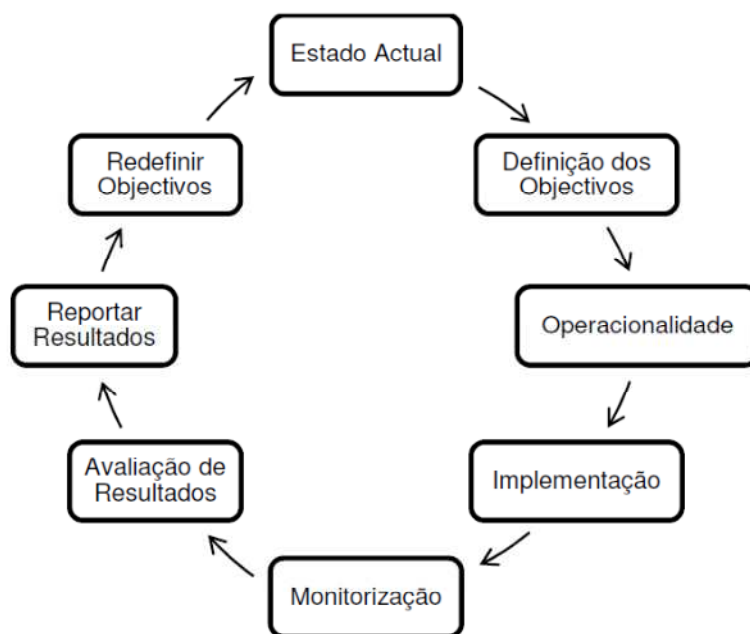 Estado Actual
Definição dos
Objectivos
Operacionalidade
Implementação
Monitorização
Avaliação de
Resultados
Reportar
Resultados
Redefinir
Objectivos